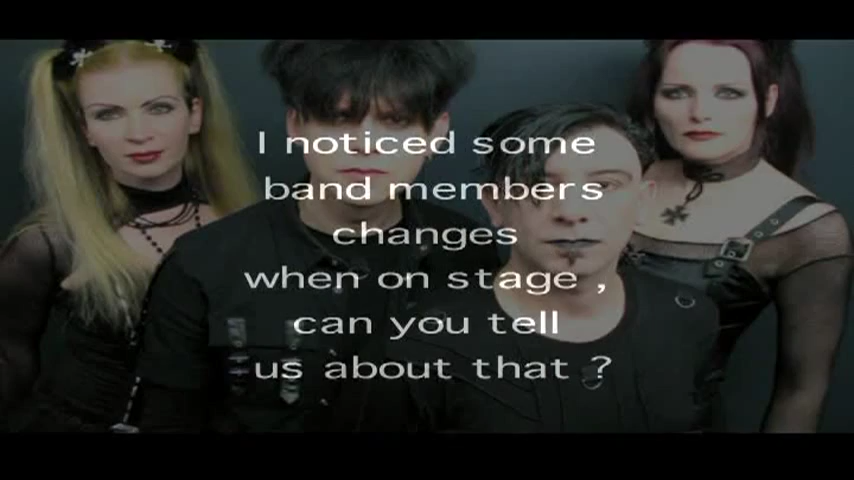 I noticed some
band members
changes
when on stage ,
can you tell
us about that ?